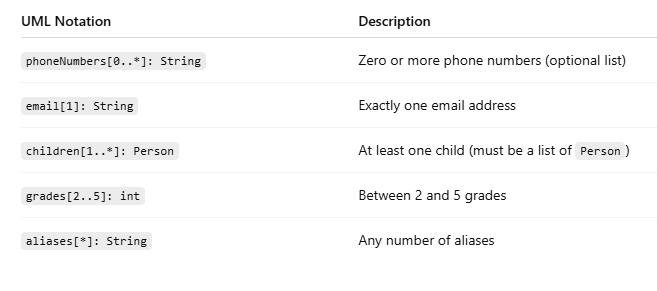 UML Notation Description
phoneNumbers[0..*]: String Zero or more phone numbers (optional list)
email[1]: String Exactly one email address
children[1..*]: Person At least one child (must be a list of Person)
grades[2..5]: int Between 2 and 5 grades
aliases[*]: String Any number of aliases